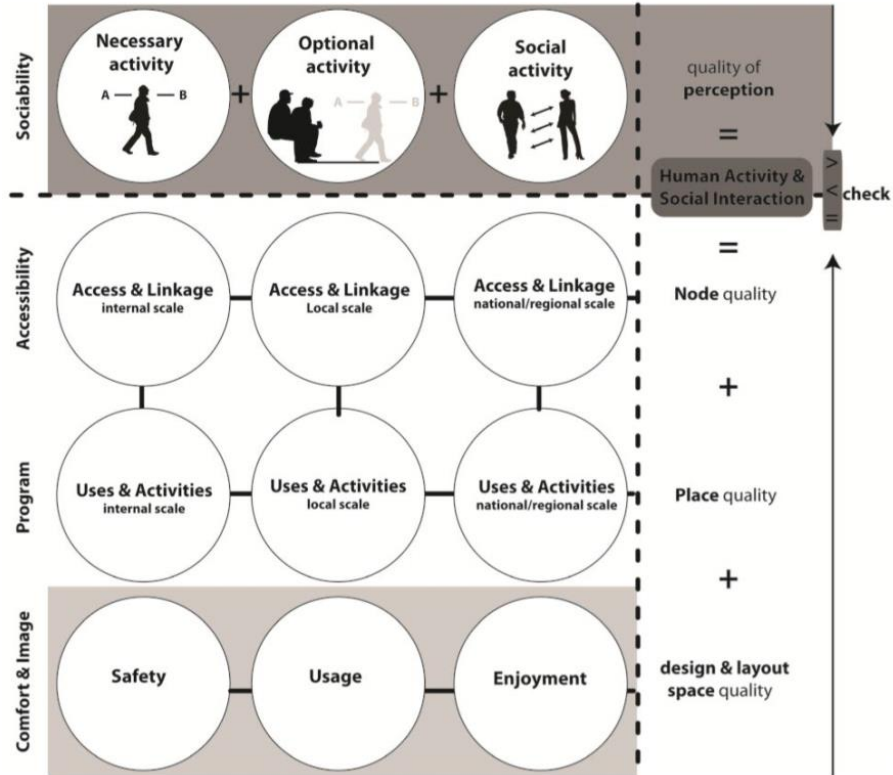 Sociability
Necessary
activity
A — — B
+
Optional
activity
A — — B
+
Social
activity
quality of
perception
=
Human Activity &
Social Interaction
>
<
=
check
=
Accessibility
Access & Linkage
internal scale
Access & Linkage
Local scale
Access & Linkage
national/regional scale
Node quality
+
Program
Uses & Activities
internal scale
Uses & Activities
local scale
Uses & Activities
national/regional scale
Place quality
+
Comfort & Image
Safety
Usage
Enjoyment
design & layout
space quality